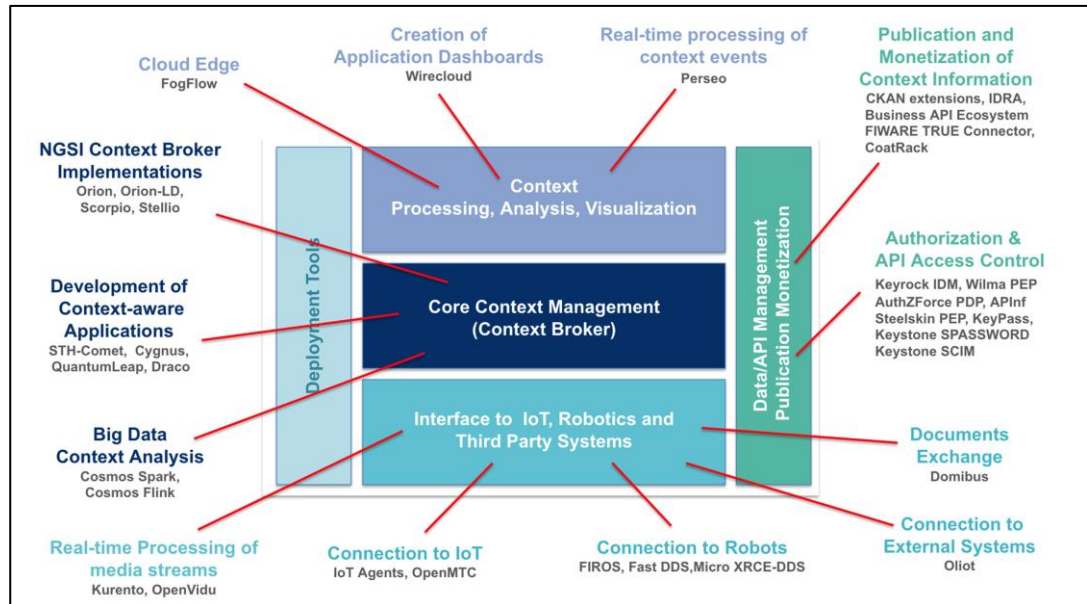 Cloud Edge
FogFlow
Creation of
Application Dashboards
Wirecloud
Real-time processing of
context events
Perseo
Publication and
Monetization of
Context Information
CKAN extensions, IDRA,
Business API Ecosystem
FIWARE TRUE Connector,
CoatRack
NGSI Context Broker
Implementations
Orion, Orion-LD,
Scorpio, Stellio
Development of
Context-aware
Applications
STH-Comet, Cygnus,
QuantumLeap, Draco
Big Data
Context Analysis
Cosmos Spark,
Cosmos Flink
Deployment Tools
Context
Processing, Analysis, Visualization
Core Context Management
(Context Broker)
Interface to IoT, Robotics and
Third Party Systems
Data/API Management
Publication Monetization
Authorization &
API Access Control
Keyrock IDM, Wilma PEP
AuthZForce PDP, APInf
Steelskin PEP, KeyPass,
Keystone SPASSWORD
Keystone SCIM
Documents
Exchange
Domibus
Real-time Processing of
media streams
Kurento, OpenVidu
Connection to IoT
IoT Agents, OpenMTC
Connection to Robots
FIROS, Fast DDS,Micro XRCE-DDS
Connection to
External Systems
Oliot